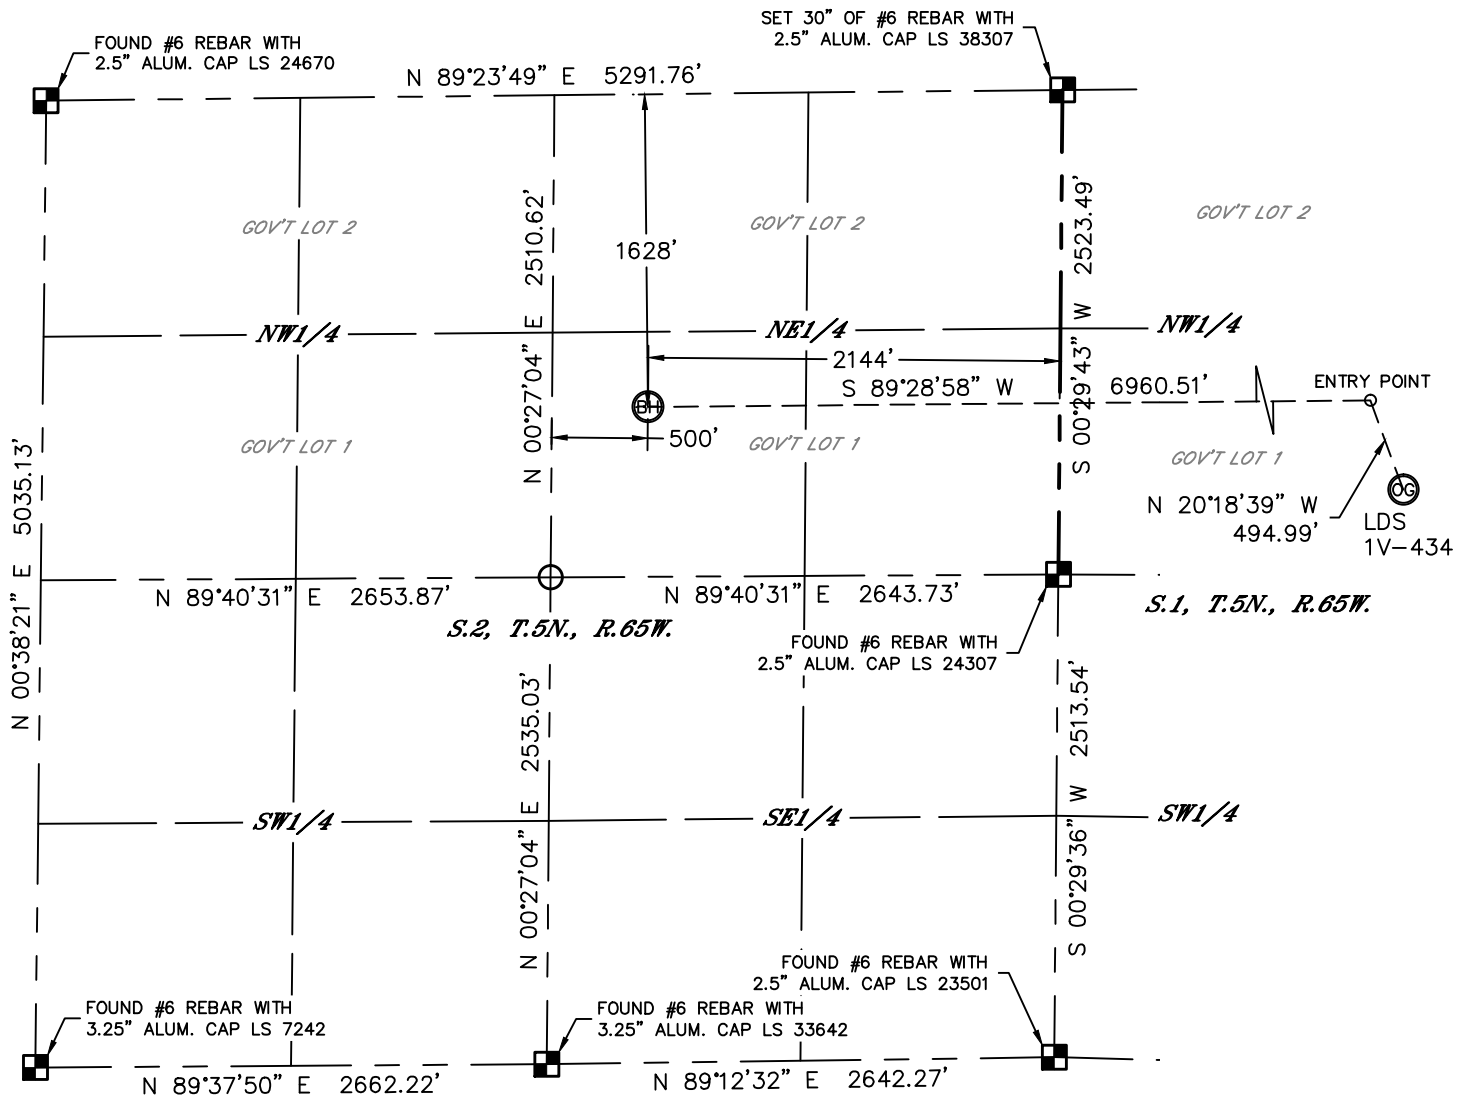 SET 30" OF #6 REBAR WITH
2.5" ALUM. CAP LS 38307
FOUND #6 REBAR WITH
2.5" ALUM. CAP LS 24670
N 89°23'49" E 5291.76'
GOV'T LOT 2
GOV'T LOT 2
GOV'T LOT 2
1628'
N 00°27'04" E 2510.62'
S 00°29'43" W 2523.49'
NW1/4
NE1/4
NW1/4
2144'
S 89°28'58" W 6960.51'
ENTRY POINT
BH
500'
GOV'T LOT 1
GOV'T LOT 1
GOV'T LOT 1
OG
N 20°18'39" W
494.99'
LDS
1V-434
N 00°38'21" E 5035.13'
N 89°40'31" E 2653.87'
N 89°40'31" E 2643.73'
S.2, T.5N., R.65W.
S.1, T.5N., R.65W.
FOUND #6 REBAR WITH
2.5" ALUM. CAP LS 24307
N 00°27'04" E 2535.03'
S 00°29'36" W 2513.54'
SW1/4
SE1/4
SW1/4
FOUND #6 REBAR WITH
2.5" ALUM. CAP LS 23501
FOUND #6 REBAR WITH
3.25" ALUM. CAP LS 7242
FOUND #6 REBAR WITH
3.25" ALUM. CAP LS 33642
N 89°37'50" E 2662.22'
N 89°12'32" E 2642.27'